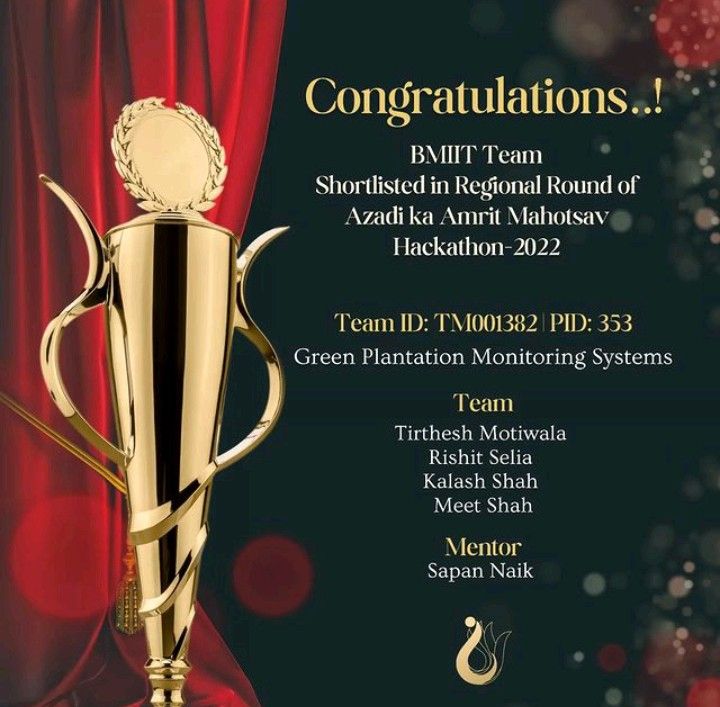 Congratulations..!
BMIIT Team
Shortlisted in Regional Round of
Azadi ka Amrit Mahotsav
Hackathon-2022
Team ID: TM001382 | PID: 353
Green Plantation Monitoring Systems
Team
Tirthesh Motiwala
Rishit Selia
Kalash Shah
Meet Shah
Mentor
Sapan Naik